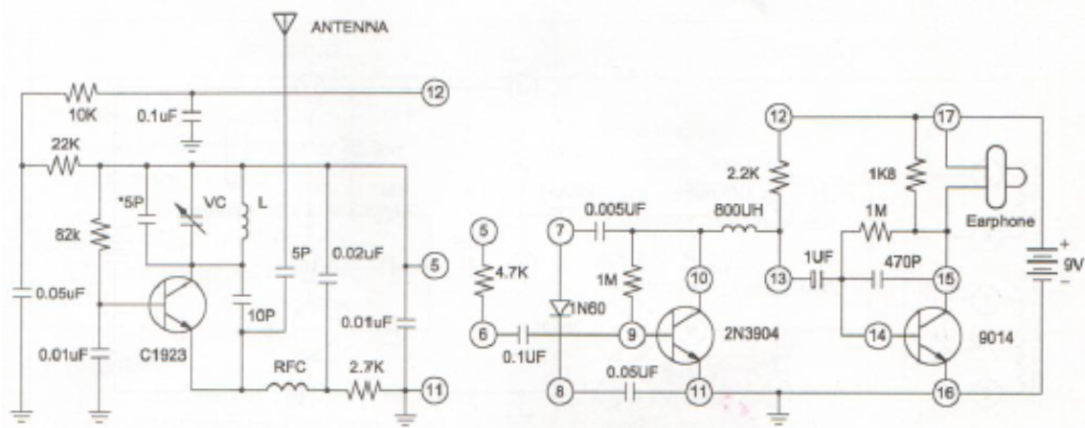 ANTENNA
12
10K
0.1uF
22K
*5P
VC
L
82k
5P
0.02uF
5
0.05uF
10P
0.01uF
0.01uF
C1923
RFC
2.7K
11
12
17
2.2K
1K8
0.005UF
800UH
Earphone
5
7
1M
1M
1UF
470P
+
9V
-
4.7K
10
13
15
1N60
6
9
2N3904
14
9014
0.1UF
0.05UF
8
11
16